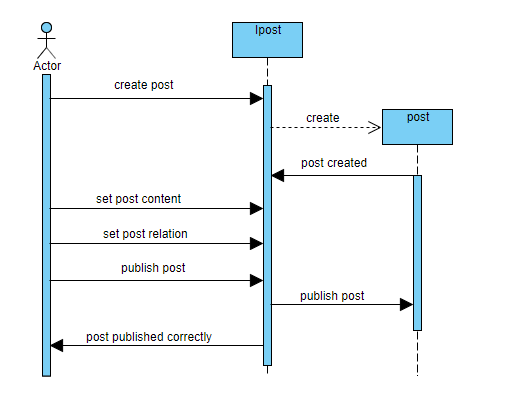 Ipost
Actor
create post
create
post
post created
set post content
set post relation
publish post
publish post
post published correctly